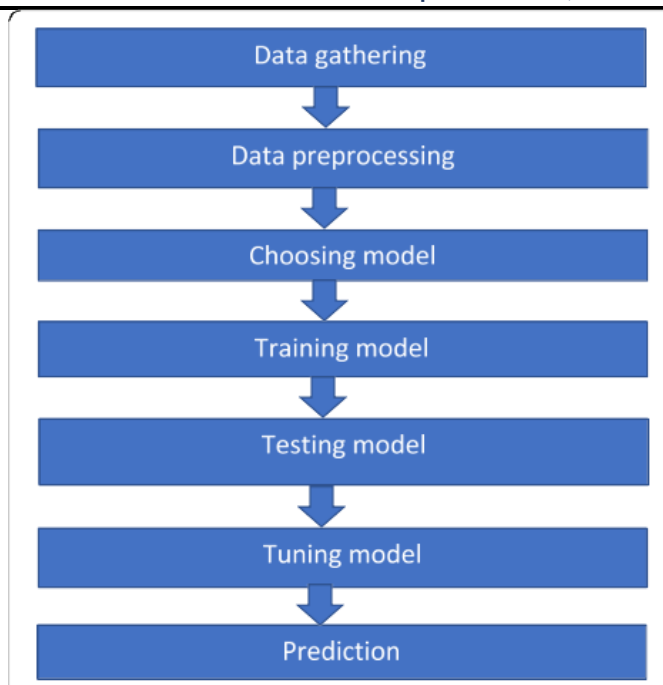 Data gathering
Data preprocessing
Choosing model
Training model
Testing model
Tuning model
Prediction